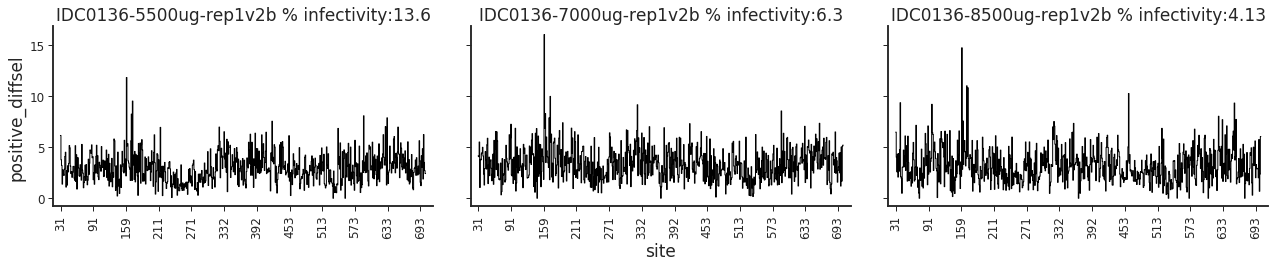 IDC0136-5500ug-rep1v2b % infectivity:13.6
IDC0136-7000ug-rep1v2b % infectivity:6.3
IDC0136-8500ug-rep1v2b % infectivity:4.13
positive_diffsel
15
10
5
0
31 91 159 211 271 332 392 453 513 573 633 693
31 91 159 211 271 332 392 453 513 573 633 693
31 91 159 211 271 332 392 453 513 573 633 693
site